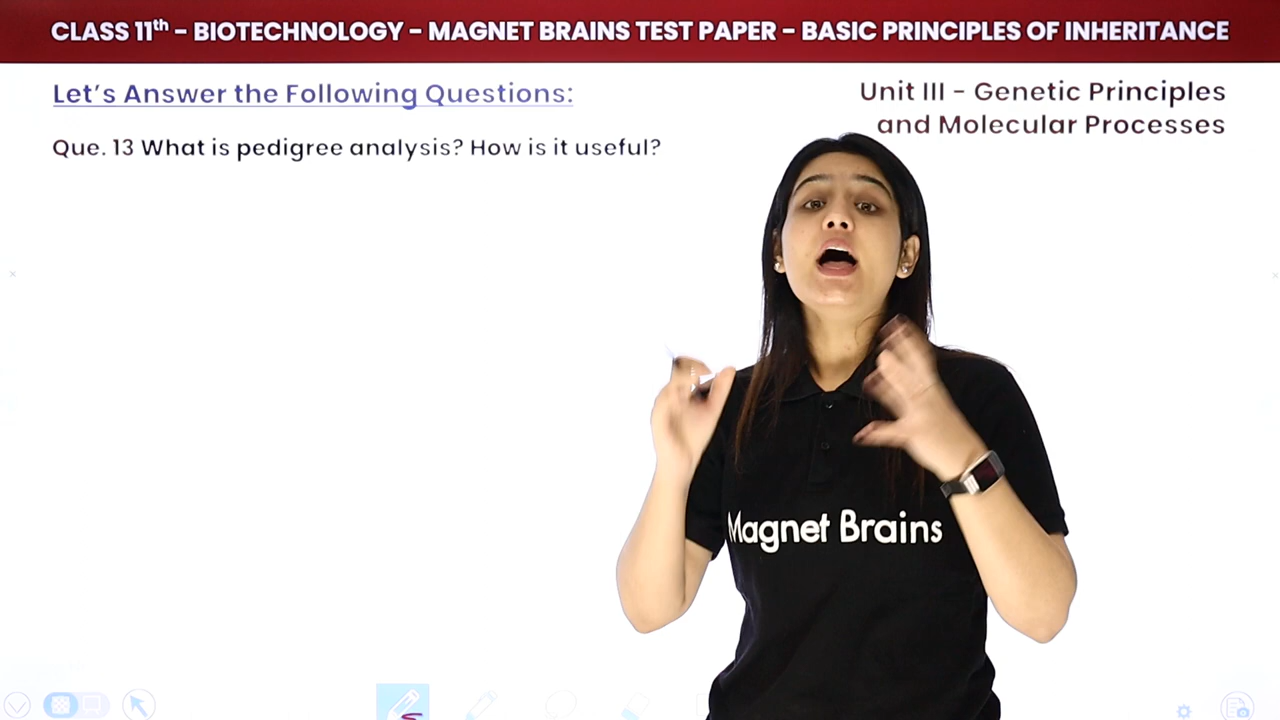 CLASS 11th – BIOTECHNOLOGY – MAGNET BRAINS TEST PAPER – BASIC PRINCIPLES OF INHERITANCE
Let's Answer the Following Questions:
Unit III – Genetic Principles
and Molecular Processes
Que. 13 What is pedigree analysis? How is it useful?
Magnet Brains